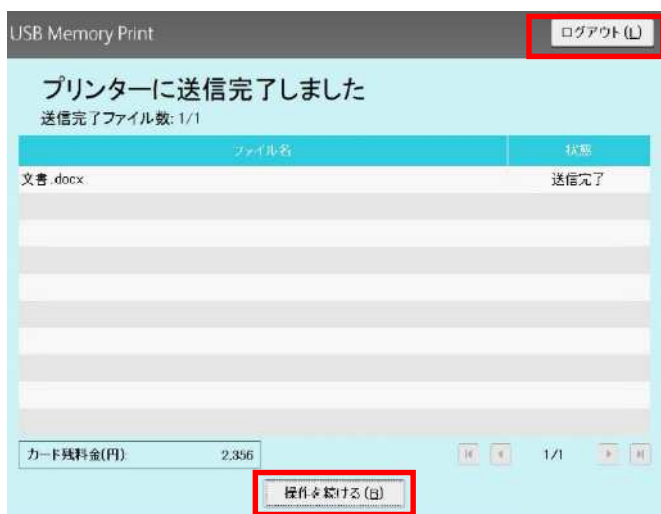 USB Memory Print
ログアウト(L)
プリンターに送信完了しました
送信完了ファイル数: 1/1
ファイル名 状態
文書.docx 送信完了
カード残料金(円): 2,356 1/1
操作を続ける(R)